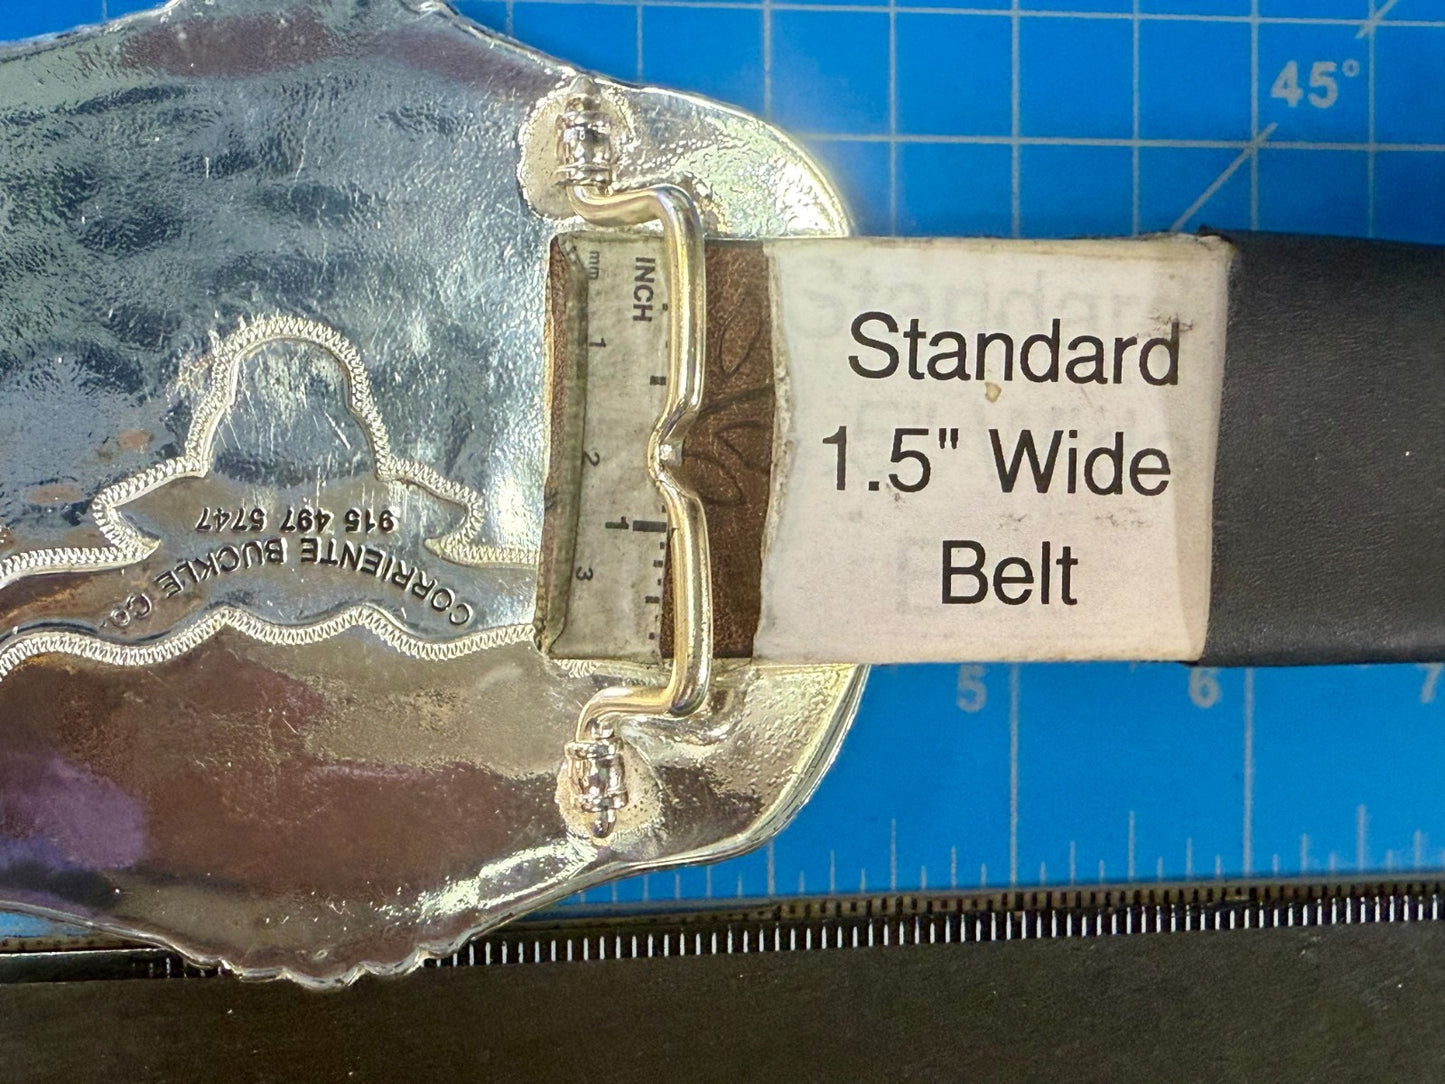 45°
mm
INCH
1
2
1
3
Standard
1.5" Wide
Belt
915 497 5747
CORRIENTE BUCKLE CO.
5
6
7